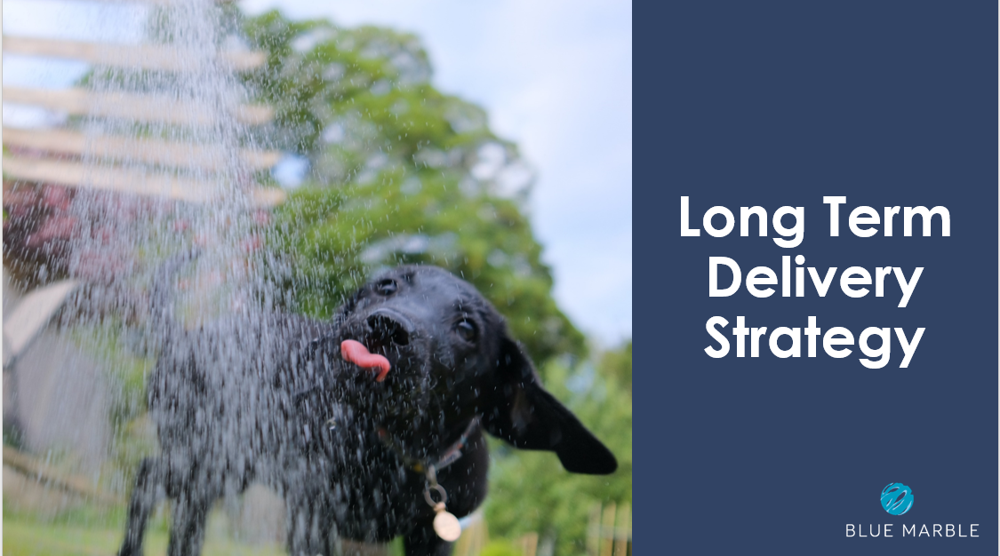 Long Term
Delivery
Strategy
BLUE MARBLE